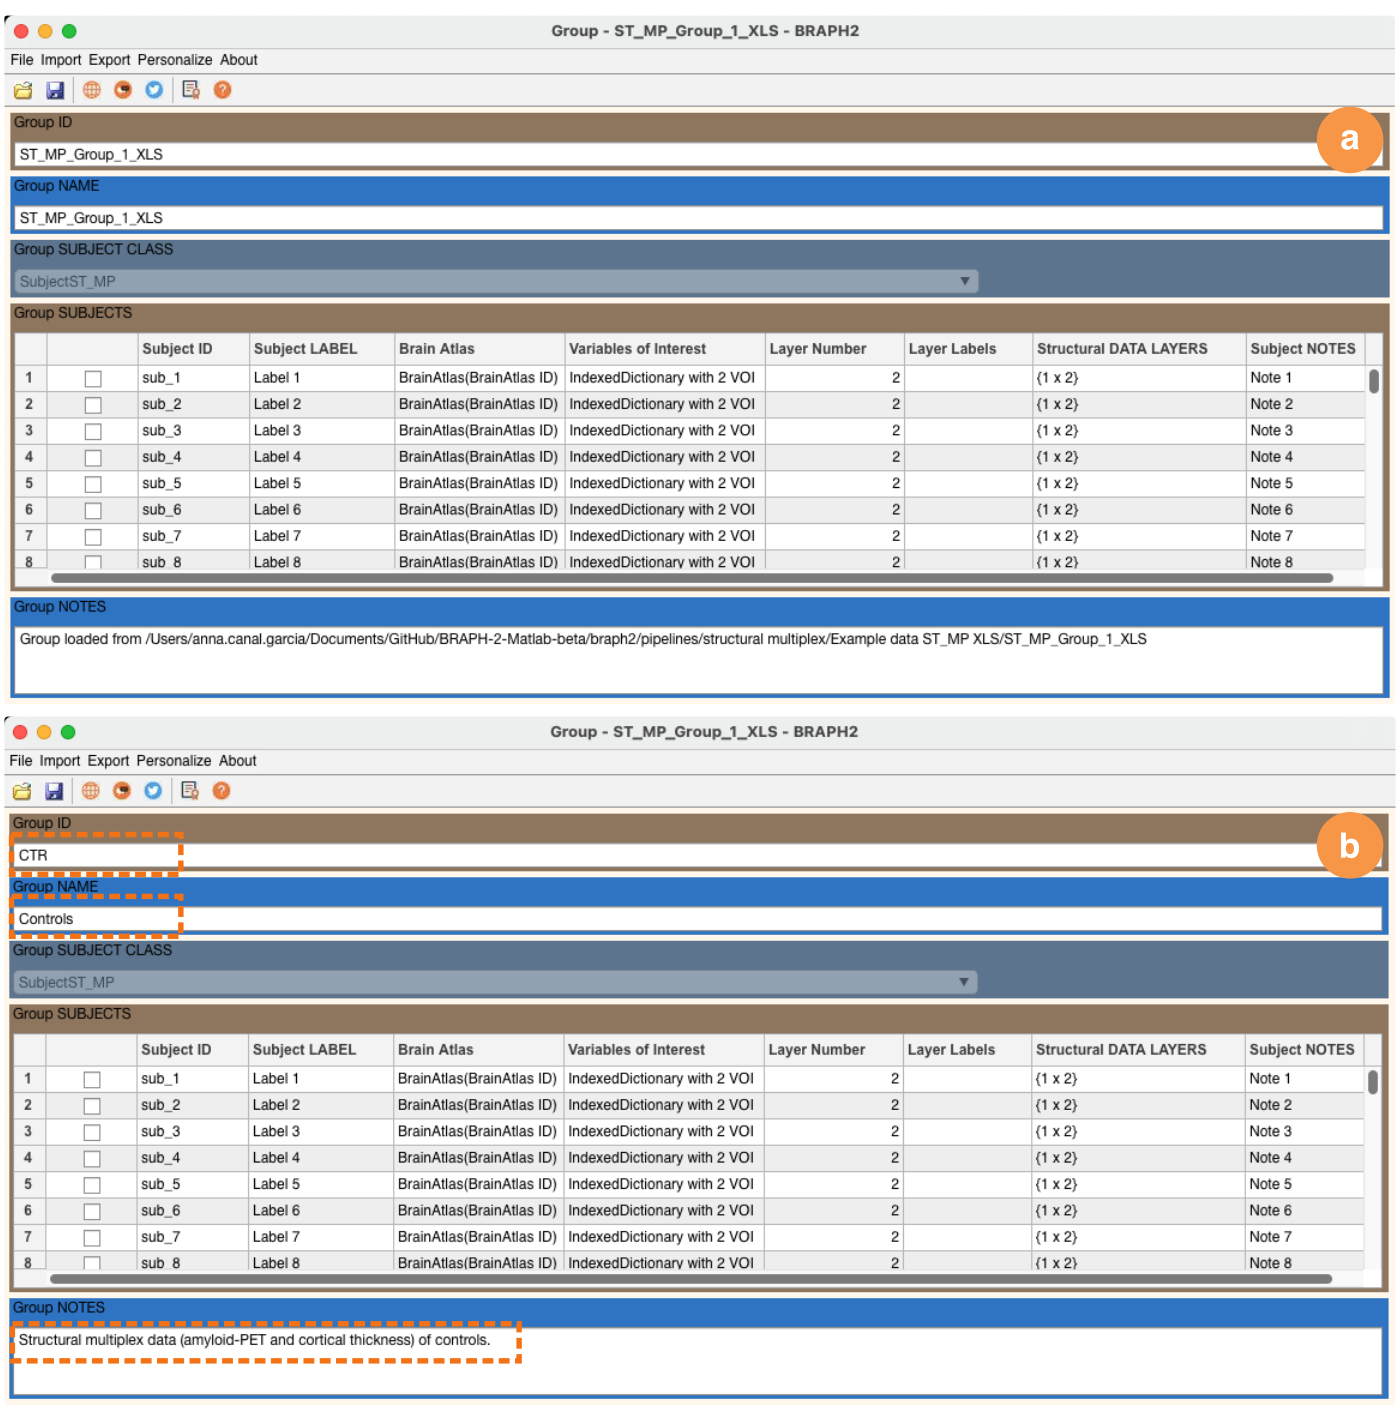 Group - ST_MP_Group_1_XLS - BRAPH2
File Import Export Personalize About
Group ID
a
ST_MP_Group_1_XLS
Group NAME
ST_MP_Group_1_XLS
Group SUBJECT CLASS
SubjectST_MP
Group SUBJECTS
Subject ID Subject LABEL Brain Atlas Variables of Interest Layer Number Layer Labels Structural DATA LAYERS Subject NOTES
1 sub_1 Label 1 BrainAtlas(BrainAtlas ID) IndexedDictionary with 2 VOI 2 {1 x 2} Note 1
2 sub_2 Label 2 BrainAtlas(BrainAtlas ID) IndexedDictionary with 2 VOI 2 {1 x 2} Note 2
3 sub_3 Label 3 BrainAtlas(BrainAtlas ID) IndexedDictionary with 2 VOI 2 {1 x 2} Note 3
4 sub_4 Label 4 BrainAtlas(BrainAtlas ID) IndexedDictionary with 2 VOI 2 {1 x 2} Note 4
5 sub_5 Label 5 BrainAtlas(BrainAtlas ID) IndexedDictionary with 2 VOI 2 {1 x 2} Note 5
6 sub_6 Label 6 BrainAtlas(BrainAtlas ID) IndexedDictionary with 2 VOI 2 {1 x 2} Note 6
7 sub_7 Label 7 BrainAtlas(BrainAtlas ID) IndexedDictionary with 2 VOI 2 {1 x 2} Note 7
8 sub_8 Label 8 BrainAtlas(BrainAtlas ID) IndexedDictionary with 2 VOI 2 {1 x 2} Note 8
Group NOTES
Group loaded from /Users/anna.canal.garcia/Documents/GitHub/BRAPH-2-Matlab-beta/braph2/pipelines/structural multiplex/Example data ST_MP XLS/ST_MP_Group_1_XLS
Group - ST_MP_Group_1_XLS - BRAPH2
File Import Export Personalize About
Group ID
b
CTR
Group NAME
Controls
Group SUBJECT CLASS
SubjectST_MP
Group SUBJECTS
Subject ID Subject LABEL Brain Atlas Variables of Interest Layer Number Layer Labels Structural DATA LAYERS Subject NOTES
1 sub_1 Label 1 BrainAtlas(BrainAtlas ID) IndexedDictionary with 2 VOI 2 {1 x 2} Note 1
2 sub_2 Label 2 BrainAtlas(BrainAtlas ID) IndexedDictionary with 2 VOI 2 {1 x 2} Note 2
3 sub_3 Label 3 BrainAtlas(BrainAtlas ID) IndexedDictionary with 2 VOI 2 {1 x 2} Note 3
4 sub_4 Label 4 BrainAtlas(BrainAtlas ID) IndexedDictionary with 2 VOI 2 {1 x 2} Note 4
5 sub_5 Label 5 BrainAtlas(BrainAtlas ID) IndexedDictionary with 2 VOI 2 {1 x 2} Note 5
6 sub_6 Label 6 BrainAtlas(BrainAtlas ID) IndexedDictionary with 2 VOI 2 {1 x 2} Note 6
7 sub_7 Label 7 BrainAtlas(BrainAtlas ID) IndexedDictionary with 2 VOI 2 {1 x 2} Note 7
8 sub_8 Label 8 BrainAtlas(BrainAtlas ID) IndexedDictionary with 2 VOI 2 {1 x 2} Note 8
Group NOTES
Structural multiplex data (amyloid-PET and cortical thickness) of controls.